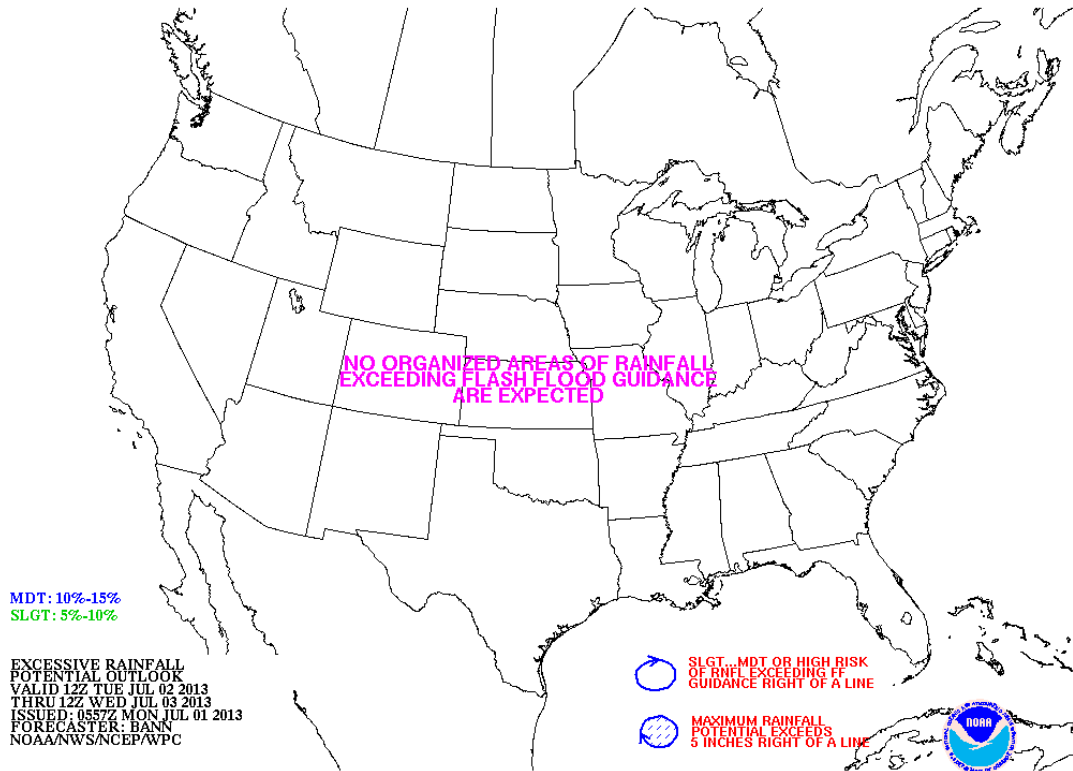 NO ORGANIZED AREAS OF RAINFALL
EXCEEDING FLASH FLOOD GUIDANCE
ARE EXPECTED
MDT: 10%-15%
SLGT: 5%-10%
EXCESSIVE RAINFALL
POTENTIAL OUTLOOK
VALID 12Z TUE JUL 02 2013
THRU 12Z WED JUL 03 2013
ISSUED: 0557Z MON JUL 01 2013
FORECASTER: BANN
NOAA/NWS/NCEP/WPC
SLGT...MDT OR HIGH RISK
OF RNFL EXCEEDING FF
GUIDANCE RIGHT OF A LINE
MAXIMUM RAINFALL
POTENTIAL EXCEEDS
5 INCHES RIGHT OF A LINE
NOAA